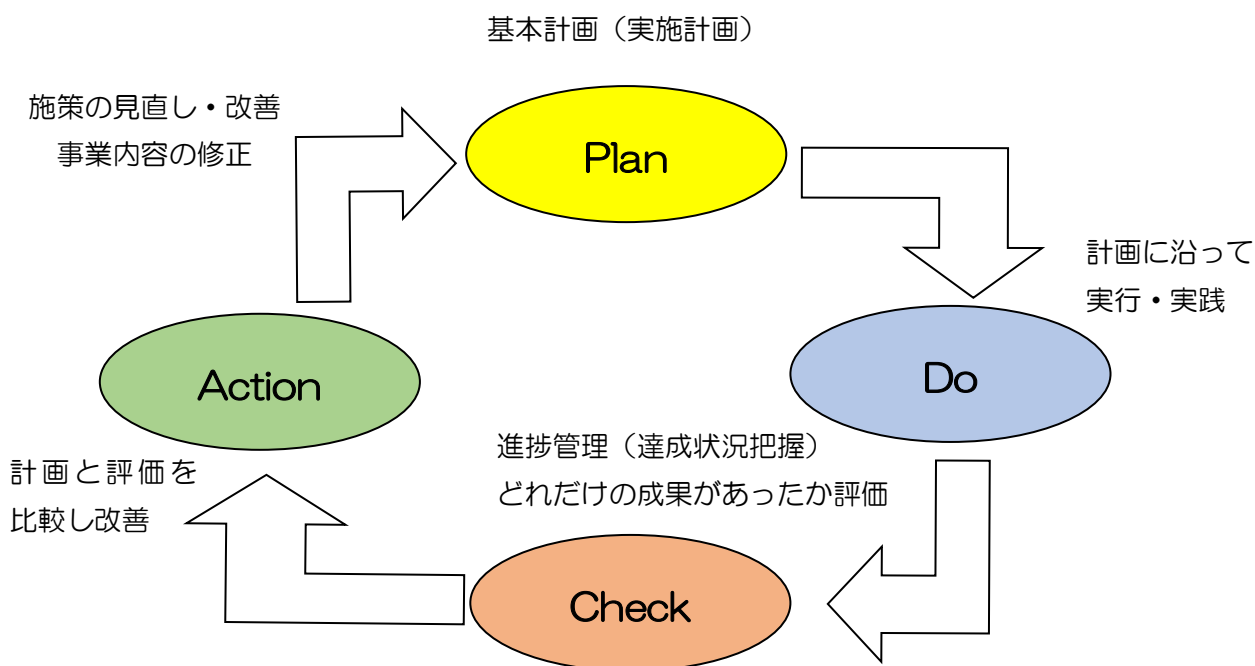 基本計画（実施計画）
施策の見直し・改善
事業内容の修正
Plan
計画に沿って
実行・実践
Action
Do
進捗管理（達成状況把握）
どれだけの成果があったか評価
計画と評価を
比較し改善
Check